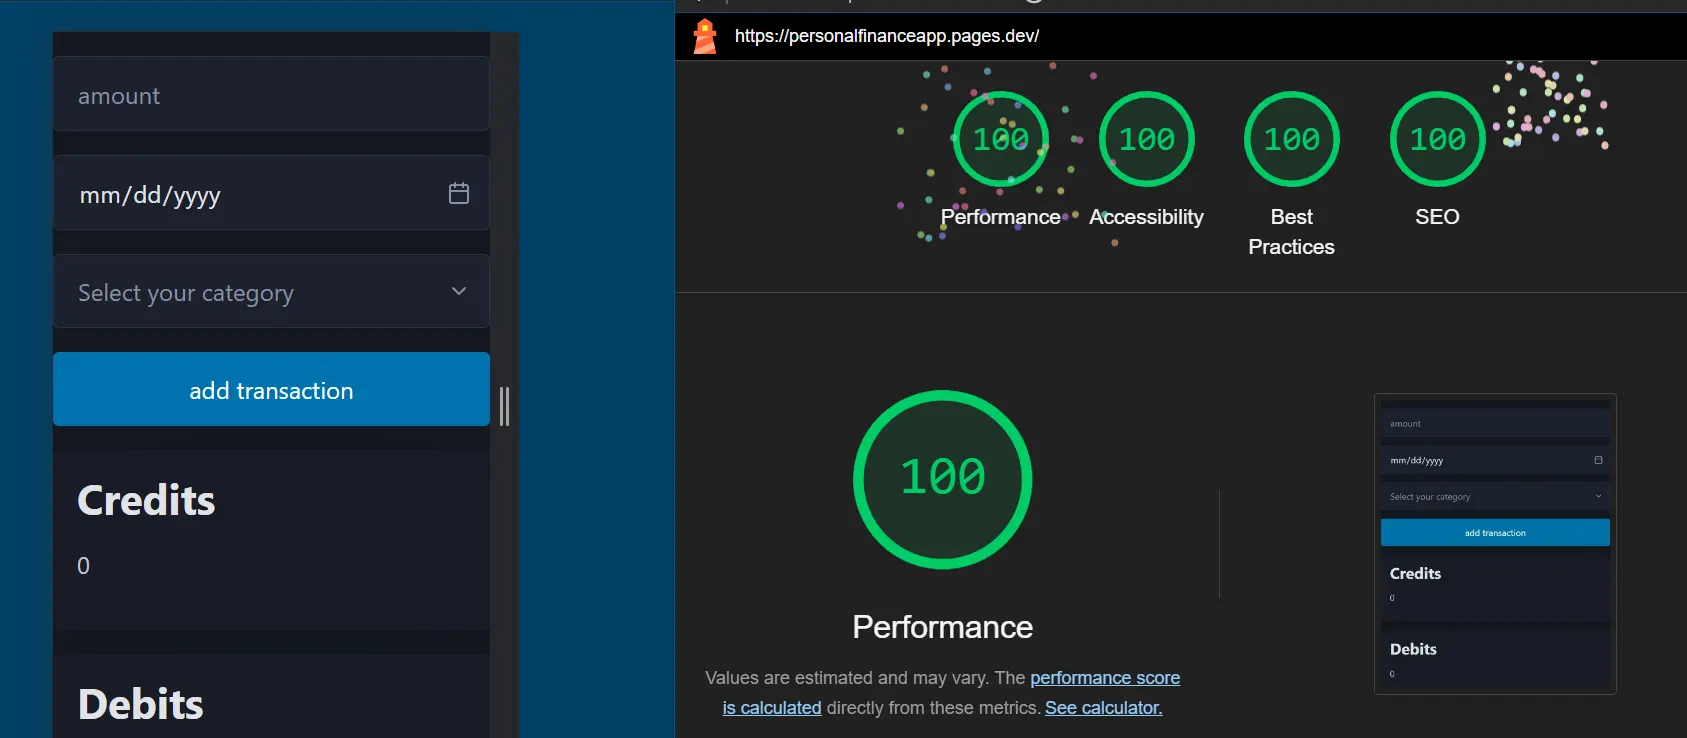 amount
mm/dd/yyyy
Select your category
add transaction
Credits
0
Debits
https://personalfinanceapp.pages.dev/
100
100
100
100
Performance
Accessibility
Best
Practices
SEO
100
Performance
Values are estimated and may vary. The performance score
is calculated directly from these metrics. See calculator.
amount
mm/dd/yyyy
Select your category
add transaction
Credits
0
Debits
0